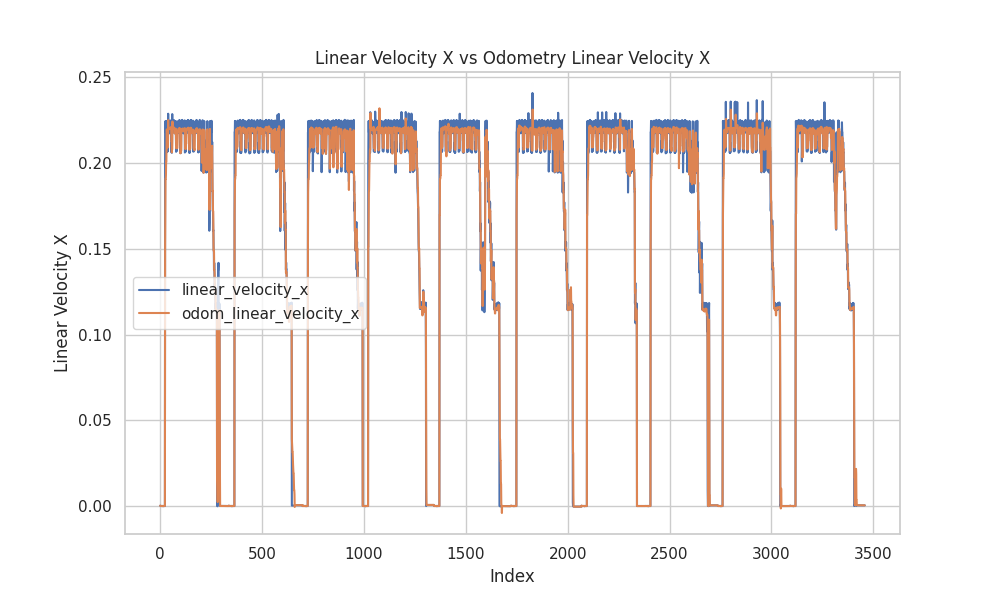 Linear Velocity X vs Odometry Linear Velocity X
0.25
0.20
0.15
0.10
0.05
0.00
Linear Velocity X
linear_velocity_x
odom_linear_velocity_x
0
500
1000
1500
2000
2500
3000
3500
Index